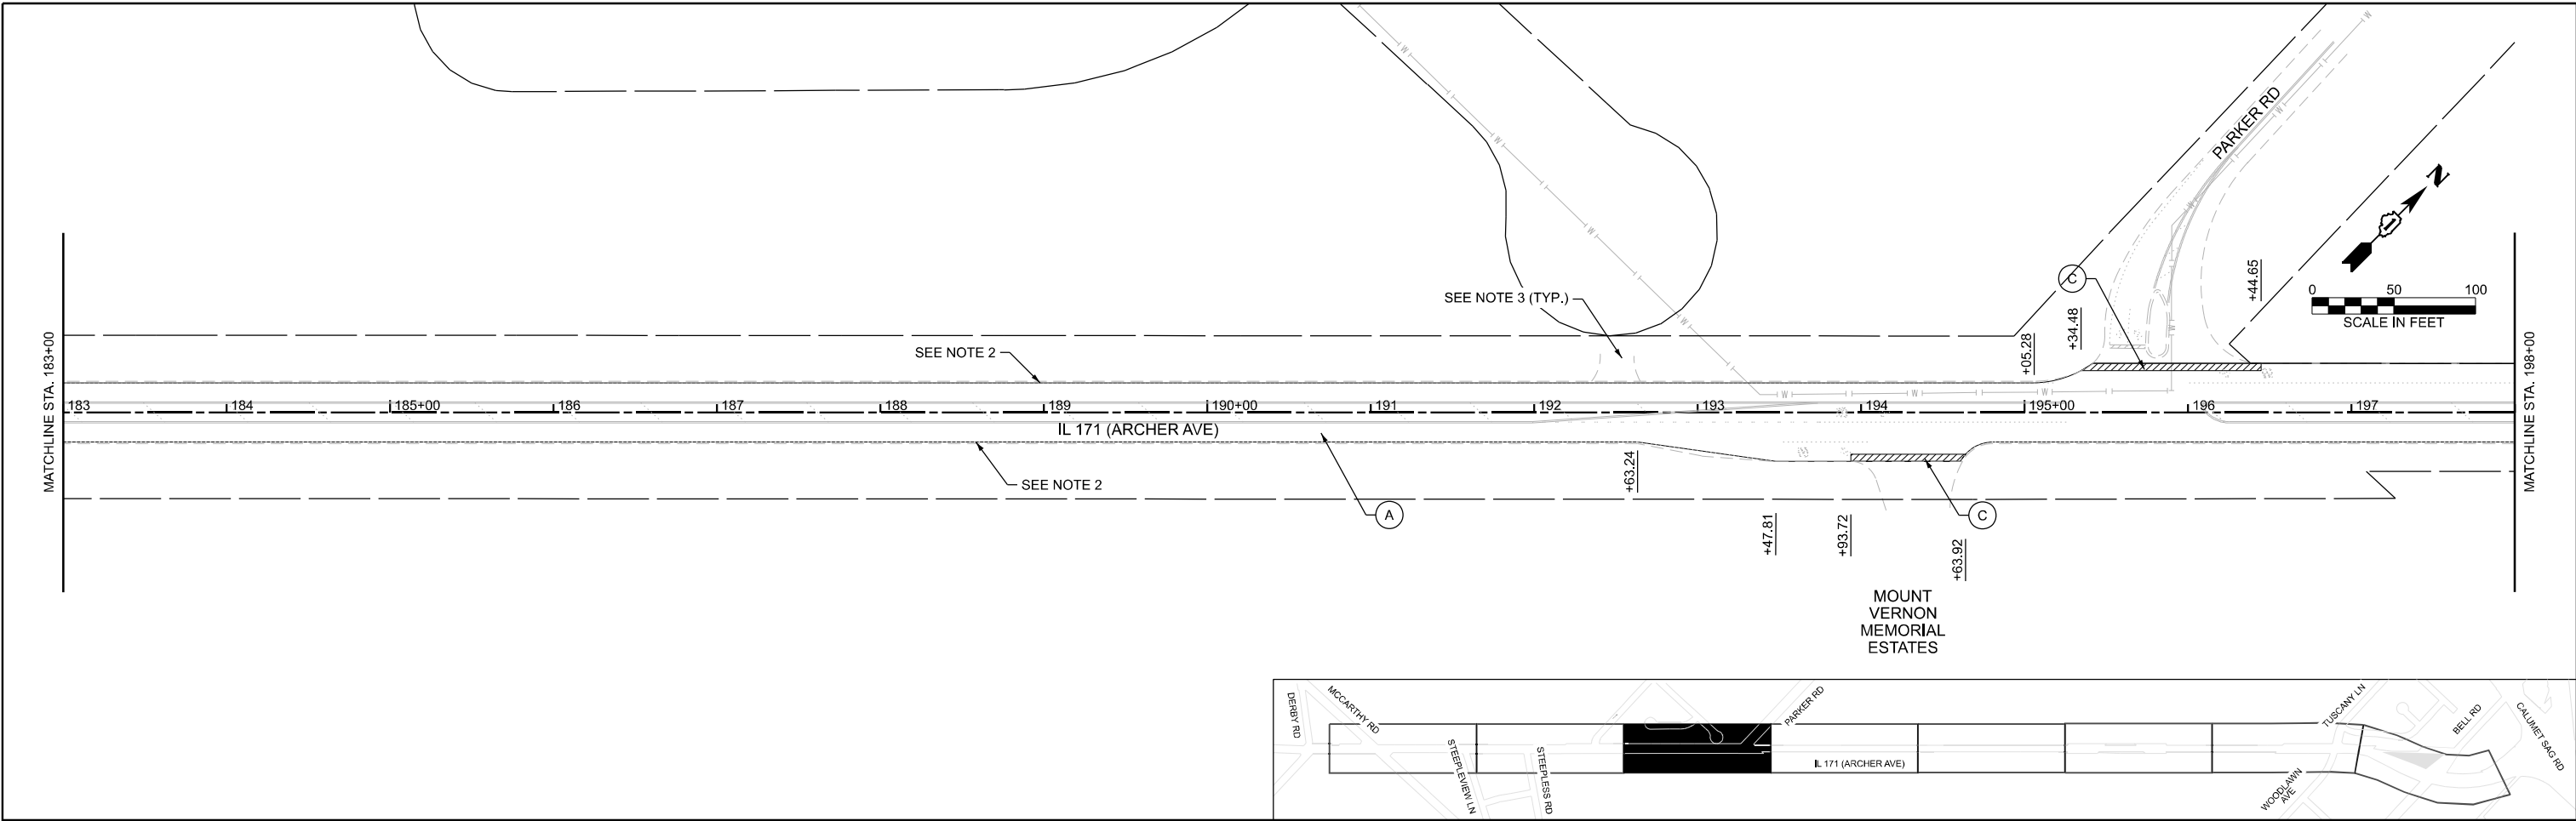 PARKER RD
N
C
+44.65
0 50 100
SCALE IN FEET
SEE NOTE 3 (TYP.)
+34.48
+05.28
SEE NOTE 2
MATCHLINE STA. 183+00
MATCHLINE STA. 198+00
183 184 185+00 186 187 188 189 190+00 191 192 193 194 195+00 196 197
IL 171 (ARCHER AVE)
SEE NOTE 2
+63.24
A
C
+47.81
+93.72
+63.92
MOUNT
VERNON
MEMORIAL
ESTATES
DERBY RD
MCCARTHY RD
PARKER RD
TUSCANY LN
BELL RD
CALUMET SAG RD
STEEPLEVIEW LN
STEEPLESS RD
IL 171 (ARCHER AVE)
WOODLAWN
AVE
W W W W W W W W W W W W W